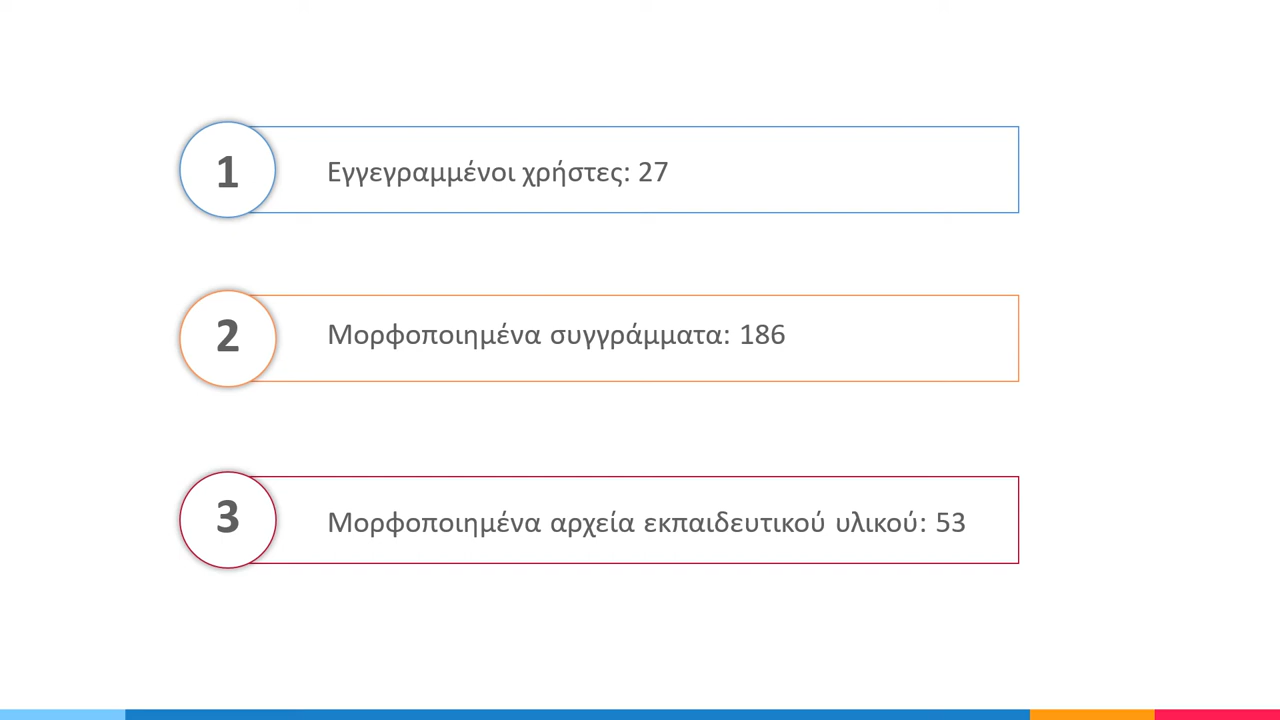 1
Εγγεγραμμένοι χρήστες: 27
2
Μορφοποιημένα συγγράμματα: 186
3
Μορφοποιημένα αρχεία εκπαιδευτικού υλικού: 53